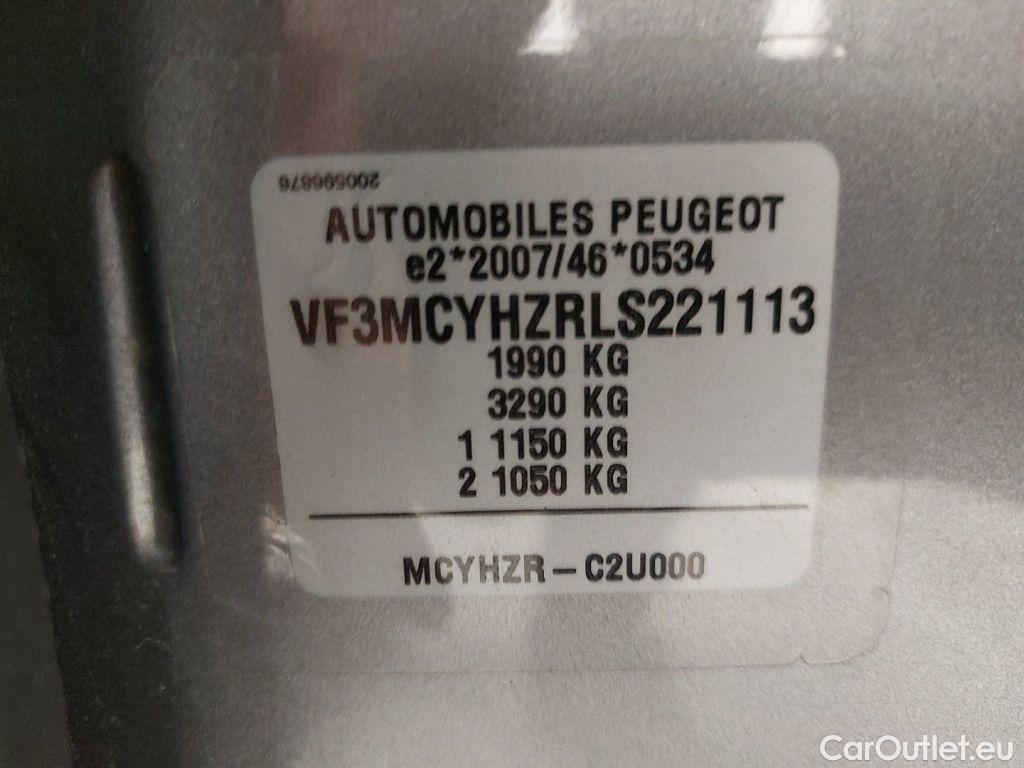 200596676
AUTOMOBILES PEUGEOT
e2*2007/46*0534
VF3MCYHZRLS221113
1990 KG
3290 KG
1 1150 KG
2 1050 KG
MCYHZR – C2U000
CarOutlet.eu